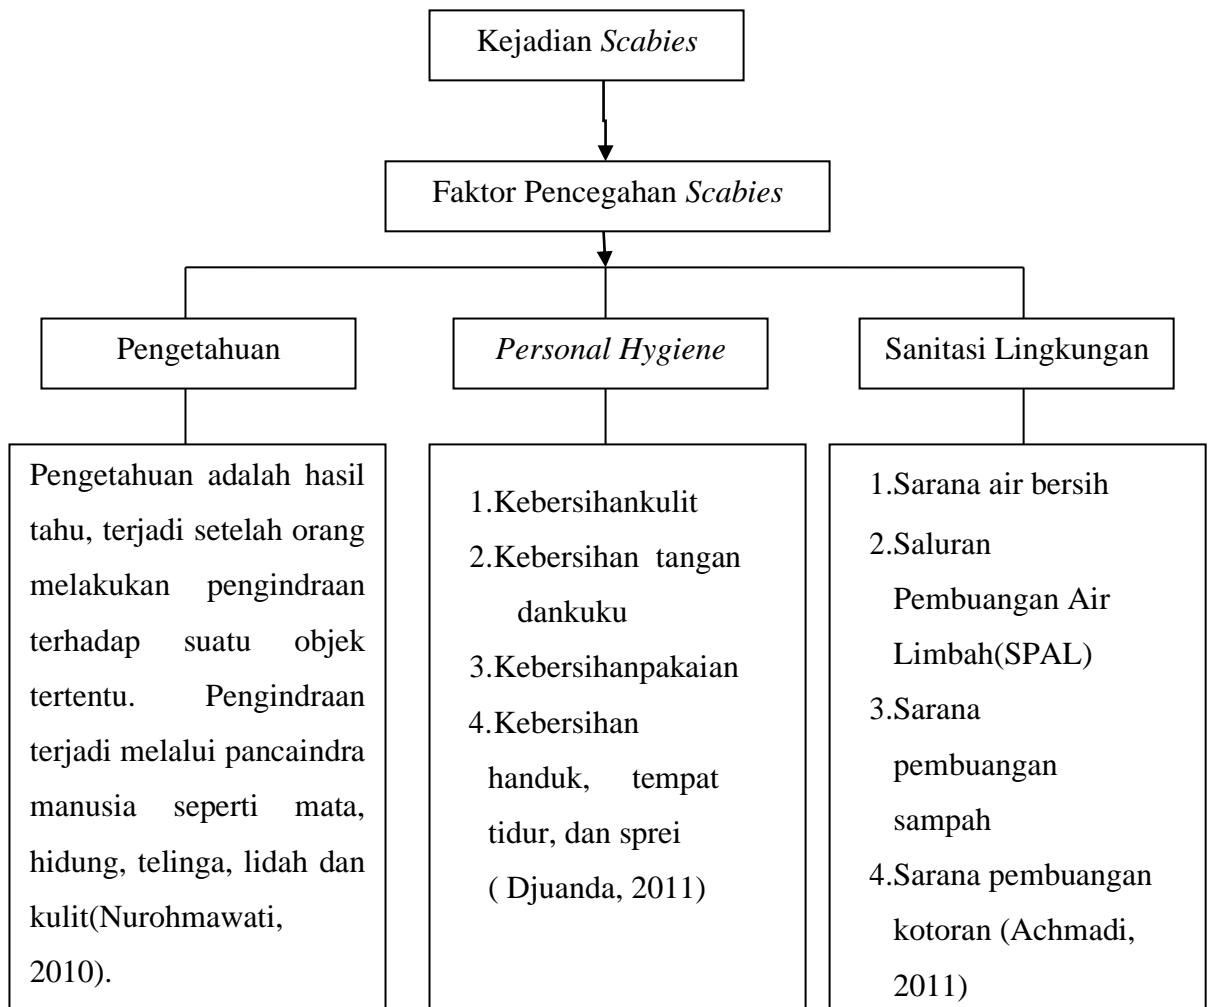 Kejadian Scabies
Faktor Pencegahan Scabies
Pengetahuan
Personal Hygiene
Sanitasi Lingkungan
Pengetahuan adalah hasil
tahu, terjadi setelah orang
melakukan pengindraan
terhadap suatu objek
tertentu. Pengindraan
terjadi melalui pancaindra
manusia seperti mata,
hidung, telinga, lidah dan
kulit(Nurohmawati,
2010).
1.Kebersihankulit
2.Kebersihan tangan
dankuku
3.Kebersihanpakaian
4.Kebersihan
handuk, tempat
tidur, dan sprei
( Djuanda, 2011)
1.Sarana air bersih
2.Saluran
Pembuangan Air
Limbah(SPAL)
3.Sarana
pembuangan
sampah
4.Sarana pembuangan
kotoran (Achmadi,
2011)